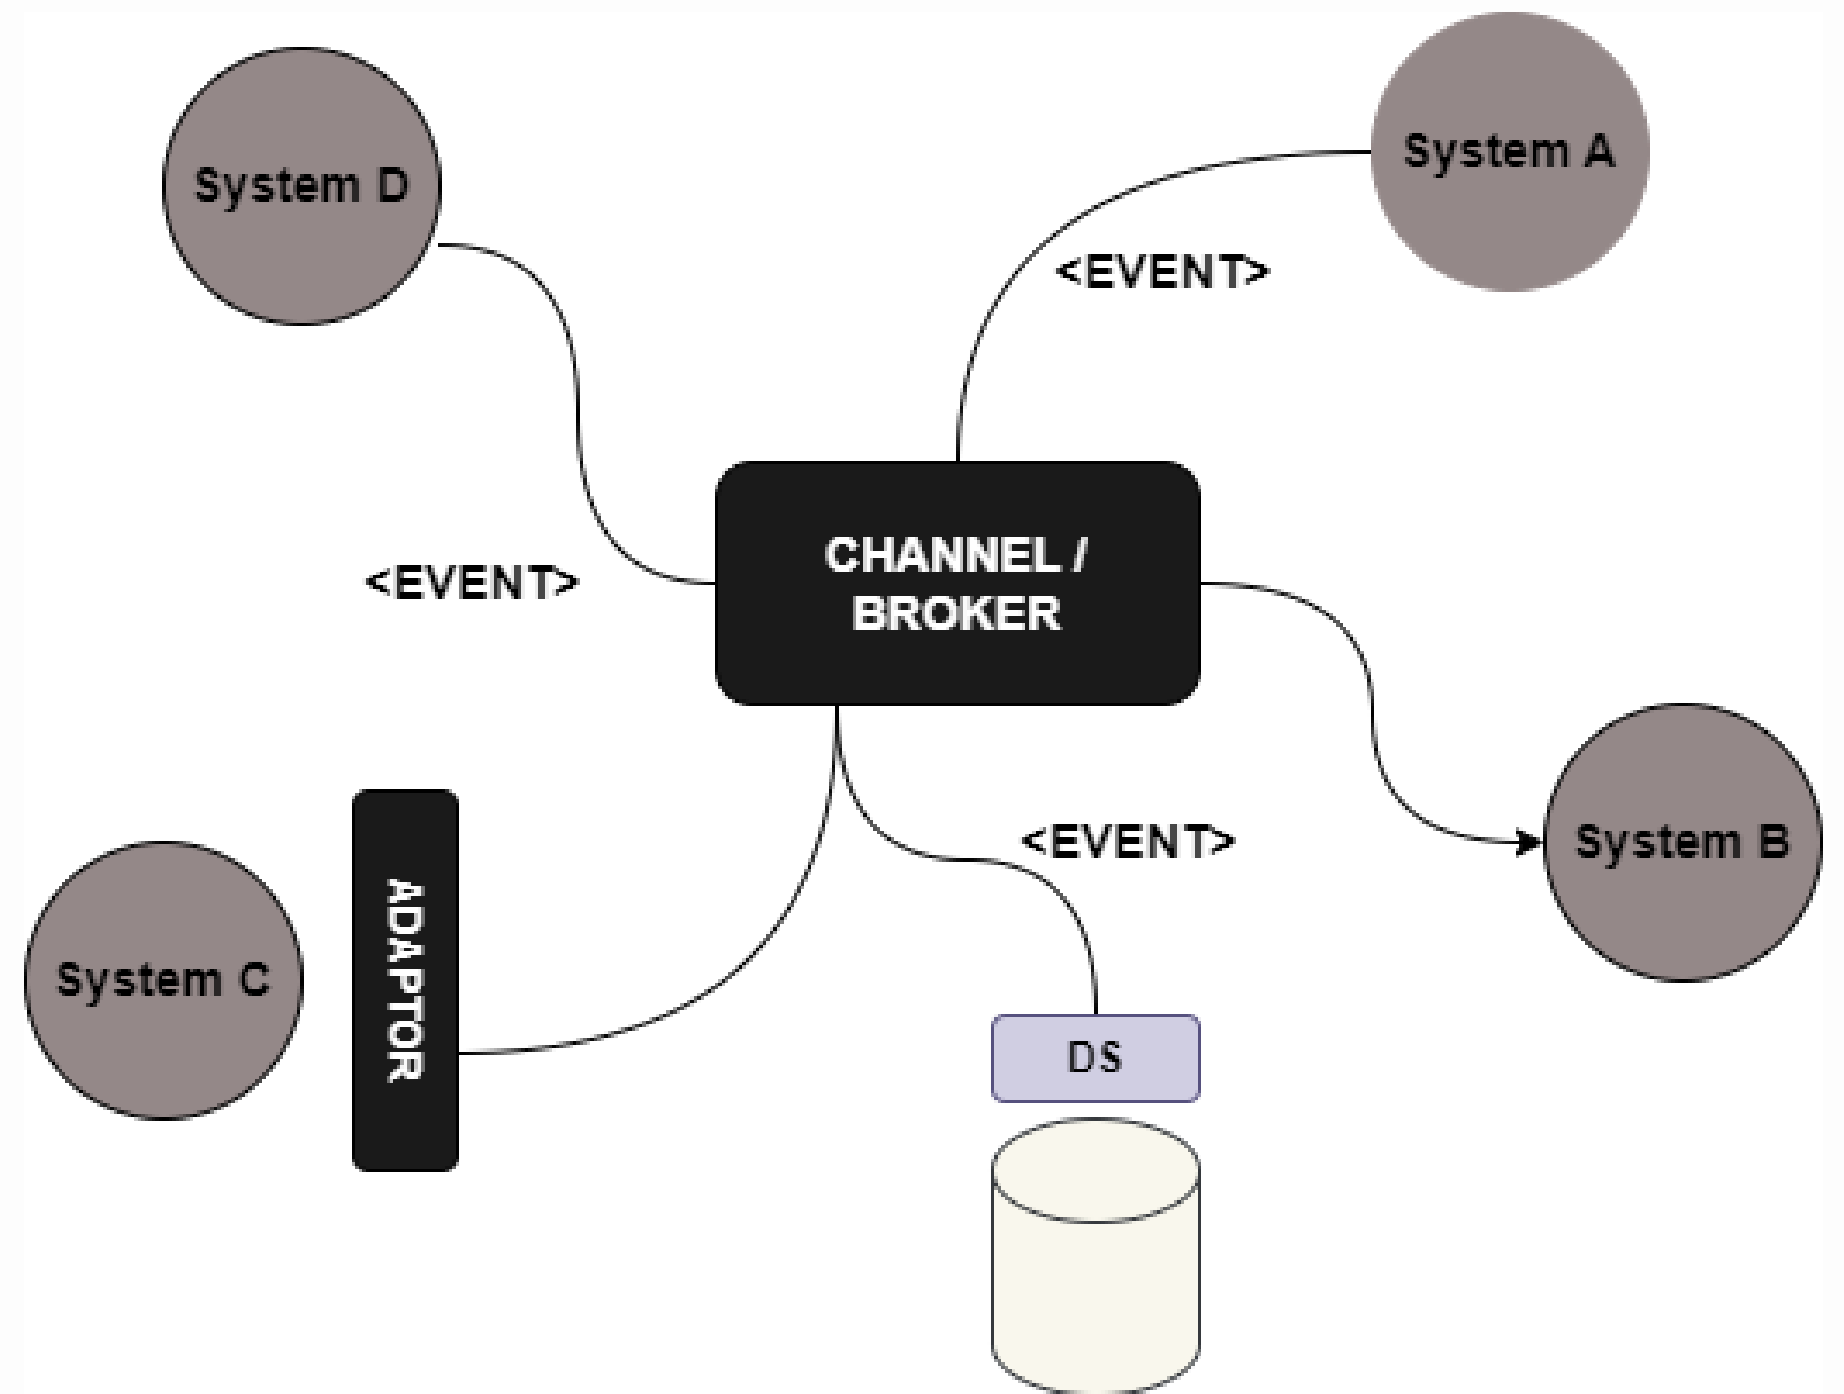 System A
System D
<EVENT>
CHANNEL /
BROKER
<EVENT>
<EVENT>
System B
ADAPTOR
System C
DS